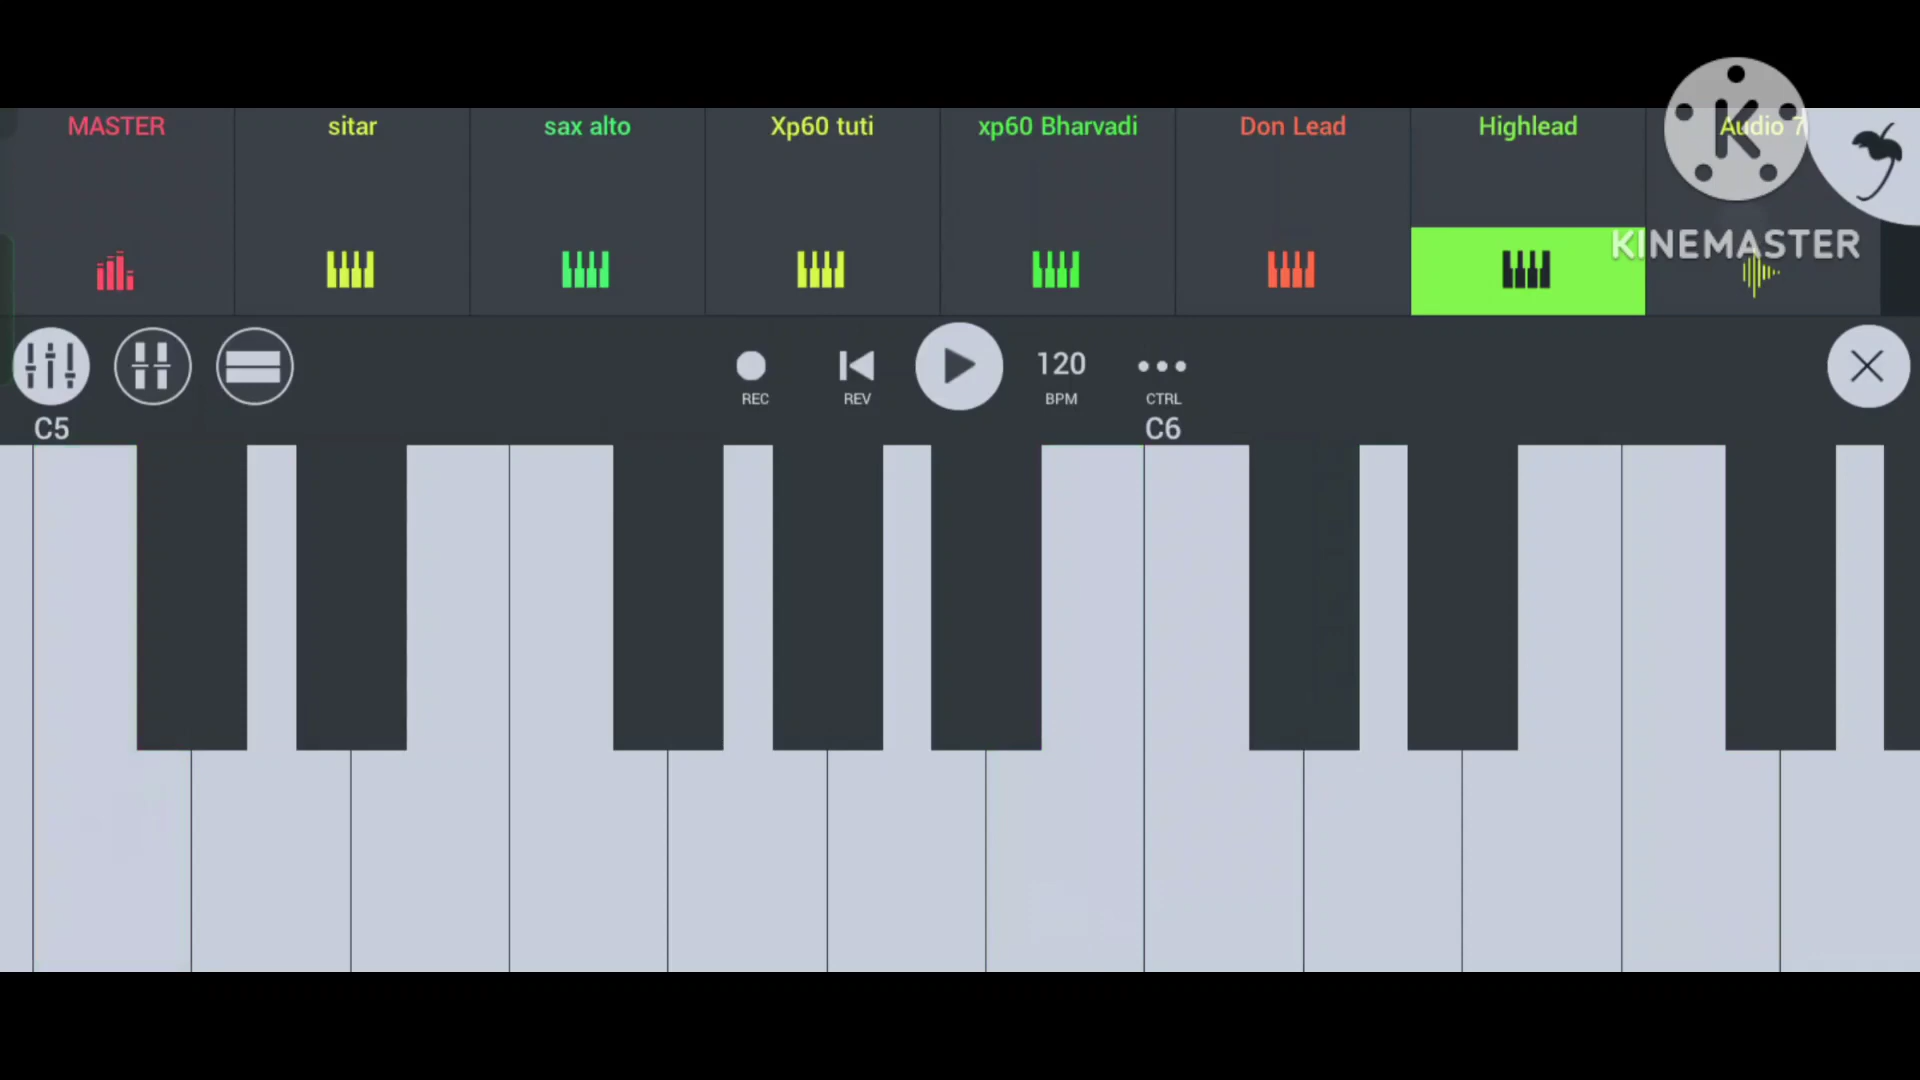 MASTER
sitar
sax alto
Xp60 tuti
xp60 Bharvadi
Don Lead
Highlead
Audio 7
KINEMASTER
REC
REV
120
BPM
CTRL
C5
C6